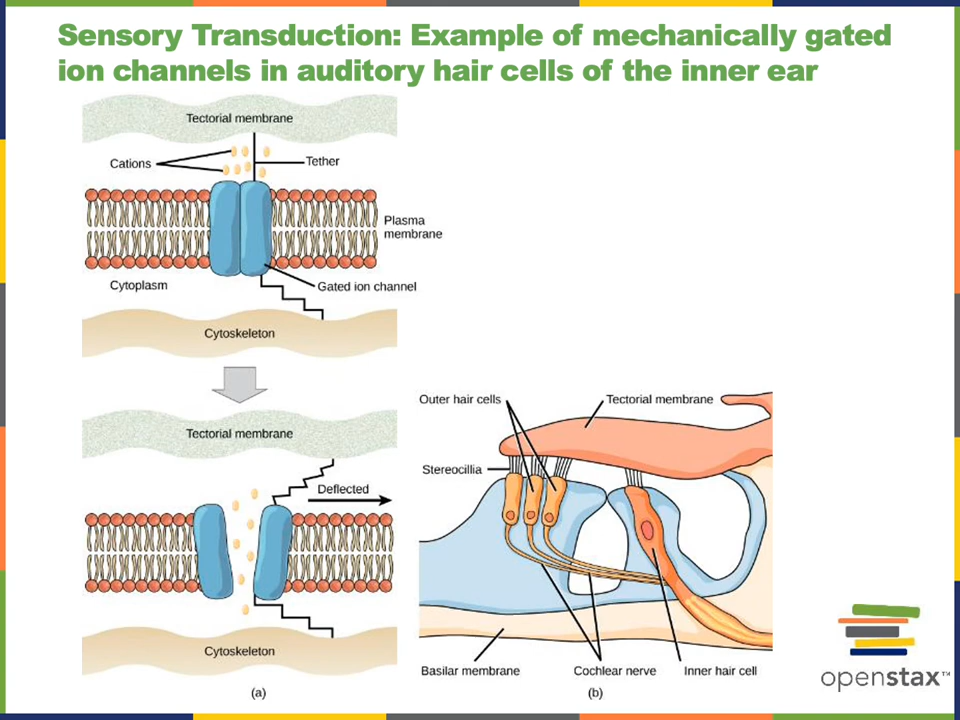 Sensory Transduction: Example of mechanically gated
ion channels in auditory hair cells of the inner ear
Tectorial membrane
Cations
Tether
Plasma
membrane
Cytoplasm
Gated ion channel
Cytoskeleton
Tectorial membrane
Deflected
Cytoskeleton
(a)
Outer hair cells
Tectorial membrane
Stereocillia
Basilar membrane
Cochlear nerve
Inner hair cell
(b)
openstax™